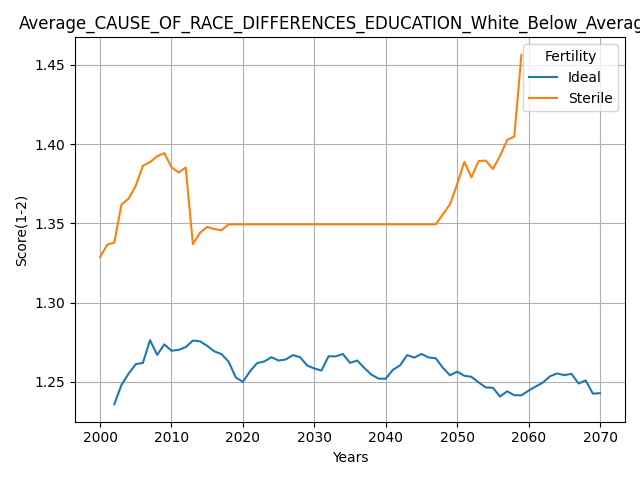 Average_CAUSE_OF_RACE_DIFFERENCES_EDUCATION_White_Below_Averag
Fertility
Ideal
Sterile
1.45
1.40
1.35
1.30
1.25
Score(1-2)
2000 2010 2020 2030 2040 2050 2060 2070
Years